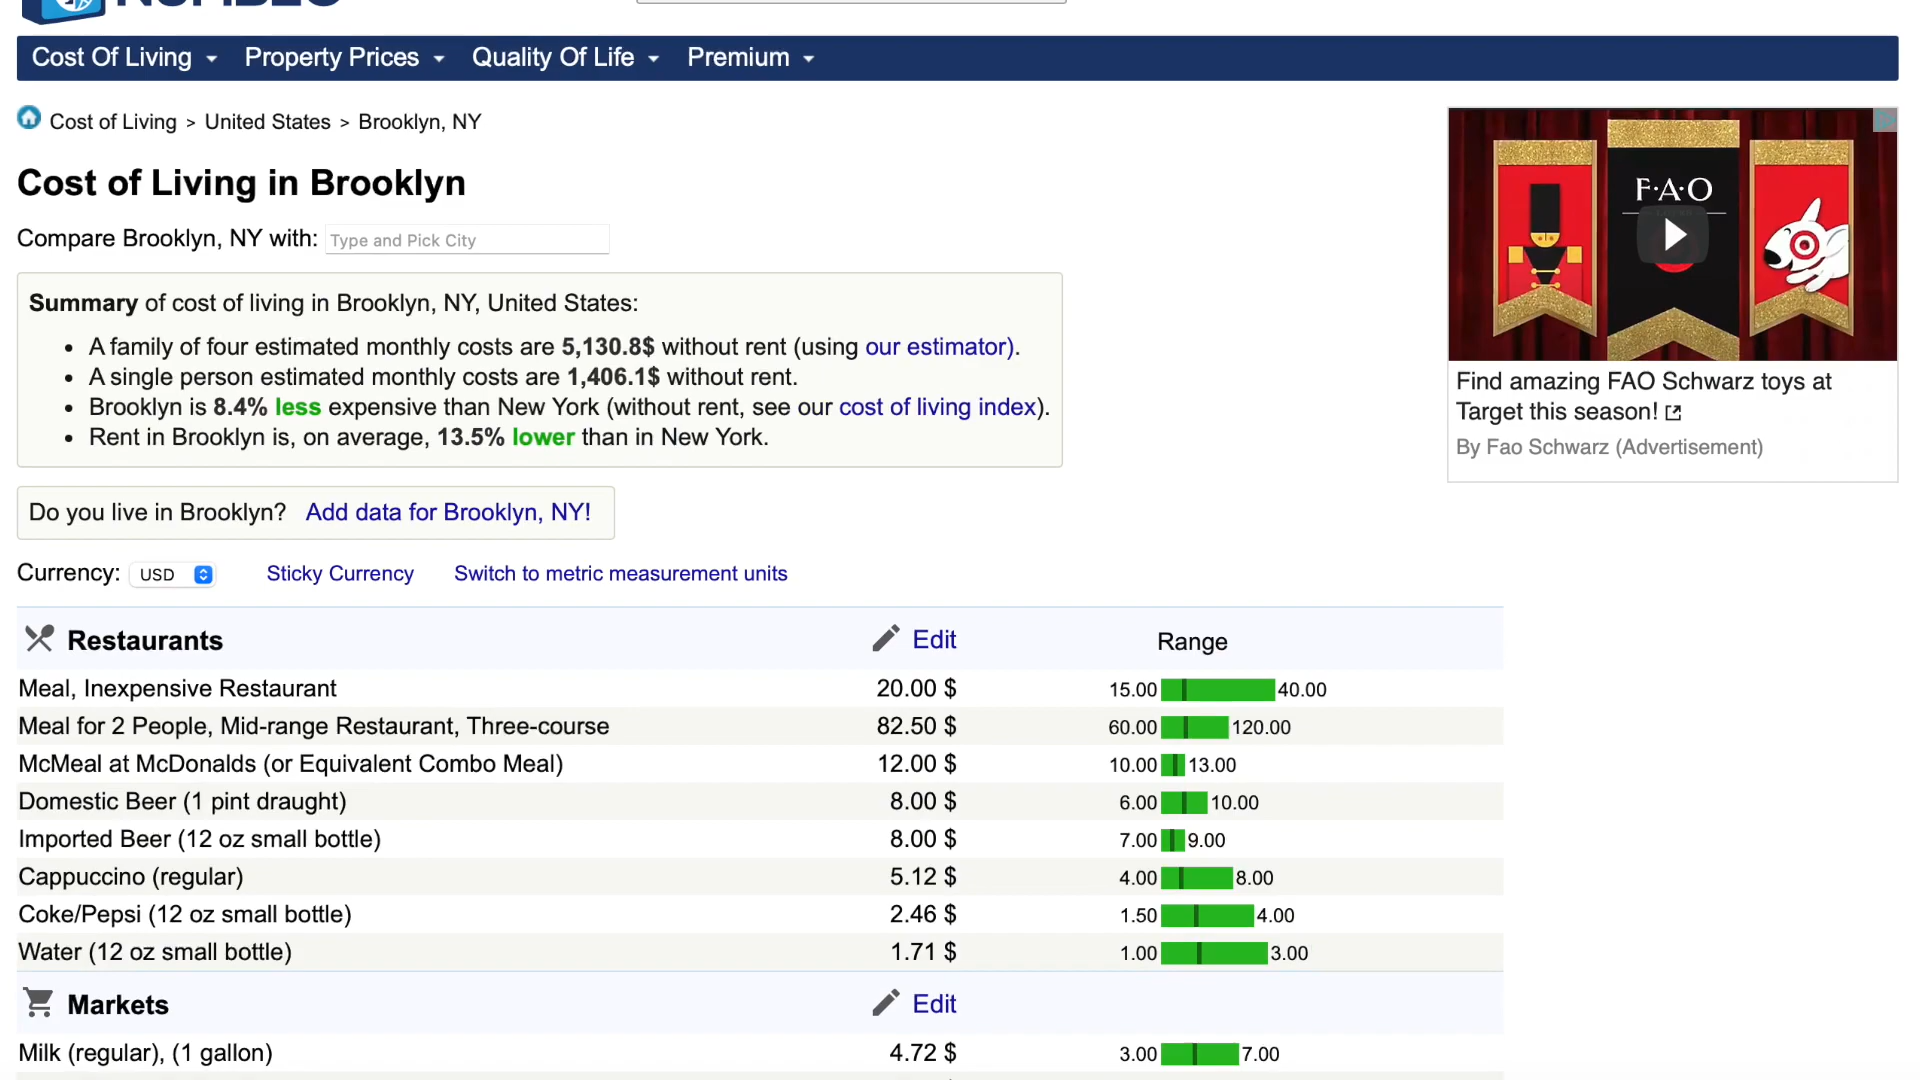 Cost Of Living Property Prices Quality Of Life Premium
Cost of Living > United States > Brooklyn, NY
Cost of Living in Brooklyn
Compare Brooklyn, NY with: Type and Pick City
Summary of cost of living in Brooklyn, NY, United States:
• A family of four estimated monthly costs are 5,130.8$ without rent (using our estimator).
• A single person estimated monthly costs are 1,406.1$ without rent.
• Brooklyn is 8.4% less expensive than New York (without rent, see our cost of living index).
• Rent in Brooklyn is, on average, 13.5% lower than in New York.
F·A·O
Find amazing FAO Schwarz toys at
Target this season!
By Fao Schwarz (Advertisement)
Do you live in Brooklyn? Add data for Brooklyn, NY!
Currency: USD Sticky Currency Switch to metric measurement units
Restaurants Edit Range
Meal, Inexpensive Restaurant 20.00 $ 15.00 40.00
Meal for 2 People, Mid-range Restaurant, Three-course 82.50 $ 60.00 120.00
McMeal at McDonalds (or Equivalent Combo Meal) 12.00 $ 10.00 13.00
Domestic Beer (1 pint draught) 8.00 $ 6.00 10.00
Imported Beer (12 oz small bottle) 8.00 $ 7.00 9.00
Cappuccino (regular) 5.12 $ 4.00 8.00
Coke/Pepsi (12 oz small bottle) 2.46 $ 1.50 4.00
Water (12 oz small bottle) 1.71 $ 1.00 3.00
Markets Edit
Milk (regular), (1 gallon) 4.72 $ 3.00 7.00